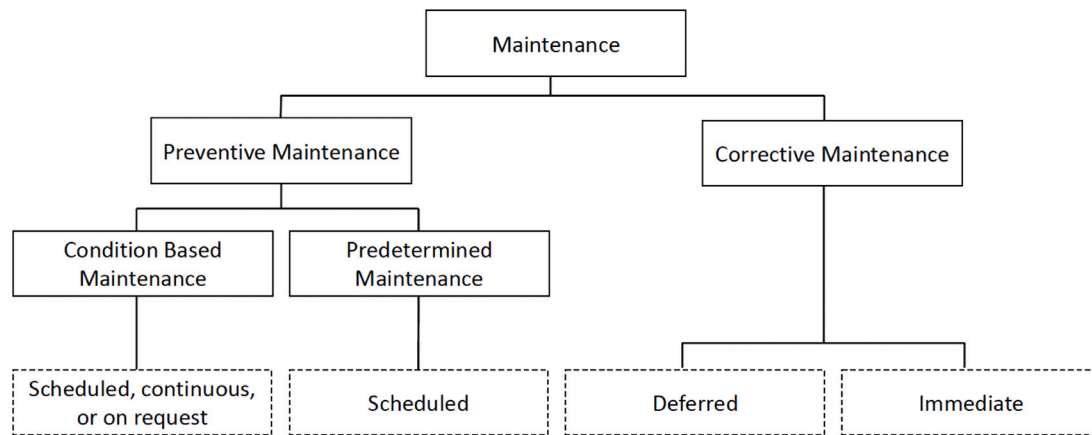 Maintenance
Preventive Maintenance
Corrective Maintenance
Condition Based
Maintenance
Predetermined
Maintenance
Scheduled, continuous,
or on request
Scheduled
Deferred
Immediate